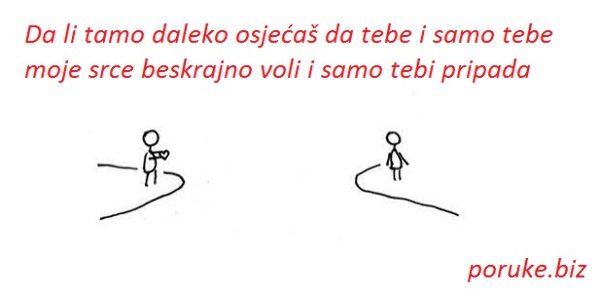 Da li tamo daleko osjećaš da tebe i samo tebe
moje srce beskrajno voli i samo tebi pripada
poruke.biz